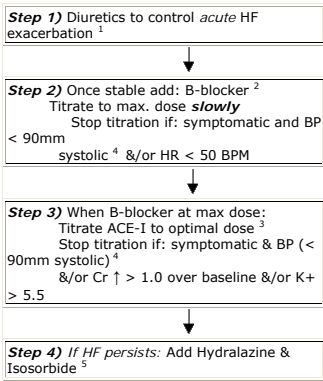 Step 1) Diuretics to control acute HF
exacerbation 1
Step 2) Once stable add: B-blocker 2
Titrate to max. dose slowly
Stop titration if: symptomatic and BP
< 90mm
systolic 4 &/or HR < 50 BPM
Step 3) When B-blocker at max dose:
Titrate ACE-I to optimal dose 3
Stop titration if: symptomatic & BP (<
90mm systolic) 4
&/or Cr ↑ > 1.0 over baseline &/or K+
> 5.5
Step 4) If HF persists: Add Hydralazine &
Isosorbide 5